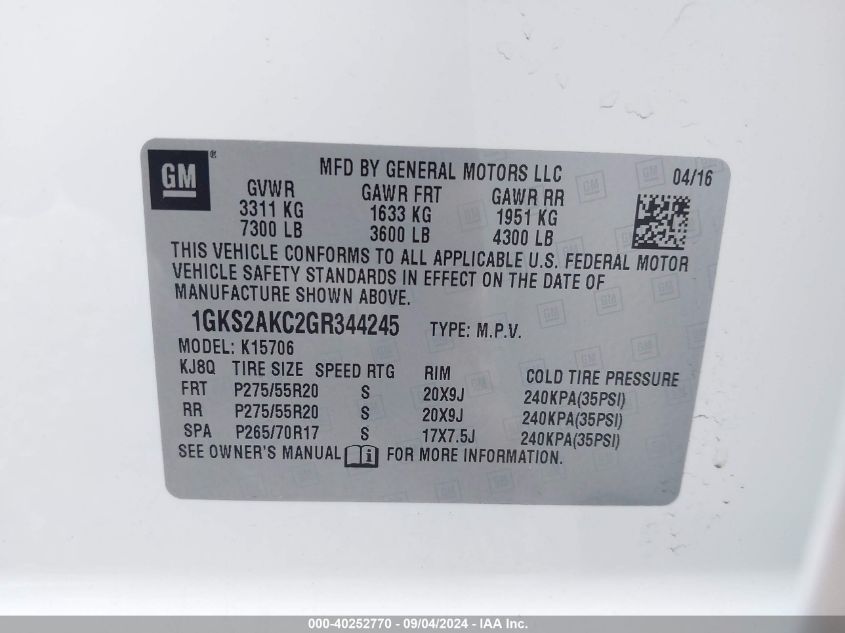 GM®
MFD BY GENERAL MOTORS LLC 04/16
GVWR GAWR FRT GAWR RR
3311 KG 1633 KG 1951 KG
7300 LB 3600 LB 4300 LB
THIS VEHICLE CONFORMS TO ALL APPLICABLE U.S. FEDERAL MOTOR
VEHICLE SAFETY STANDARDS IN EFFECT ON THE DATE OF
MANUFACTURE SHOWN ABOVE.
1GKS2AKC2GR344245 TYPE: M.P.V.
MODEL: K15706
KJ8Q TIRE SIZE SPEED RTG RIM COLD TIRE PRESSURE
FRT P275/55R20 S 20X9J 240KPA(35PSI)
RR P275/55R20 S 20X9J 240KPA(35PSI)
SPA P265/70R17 S 17X7.5J 240KPA(35PSI)
SEE OWNER'S MANUAL FOR MORE INFORMATION.
000-40252770 - 09/04/2024 - IAA Inc.